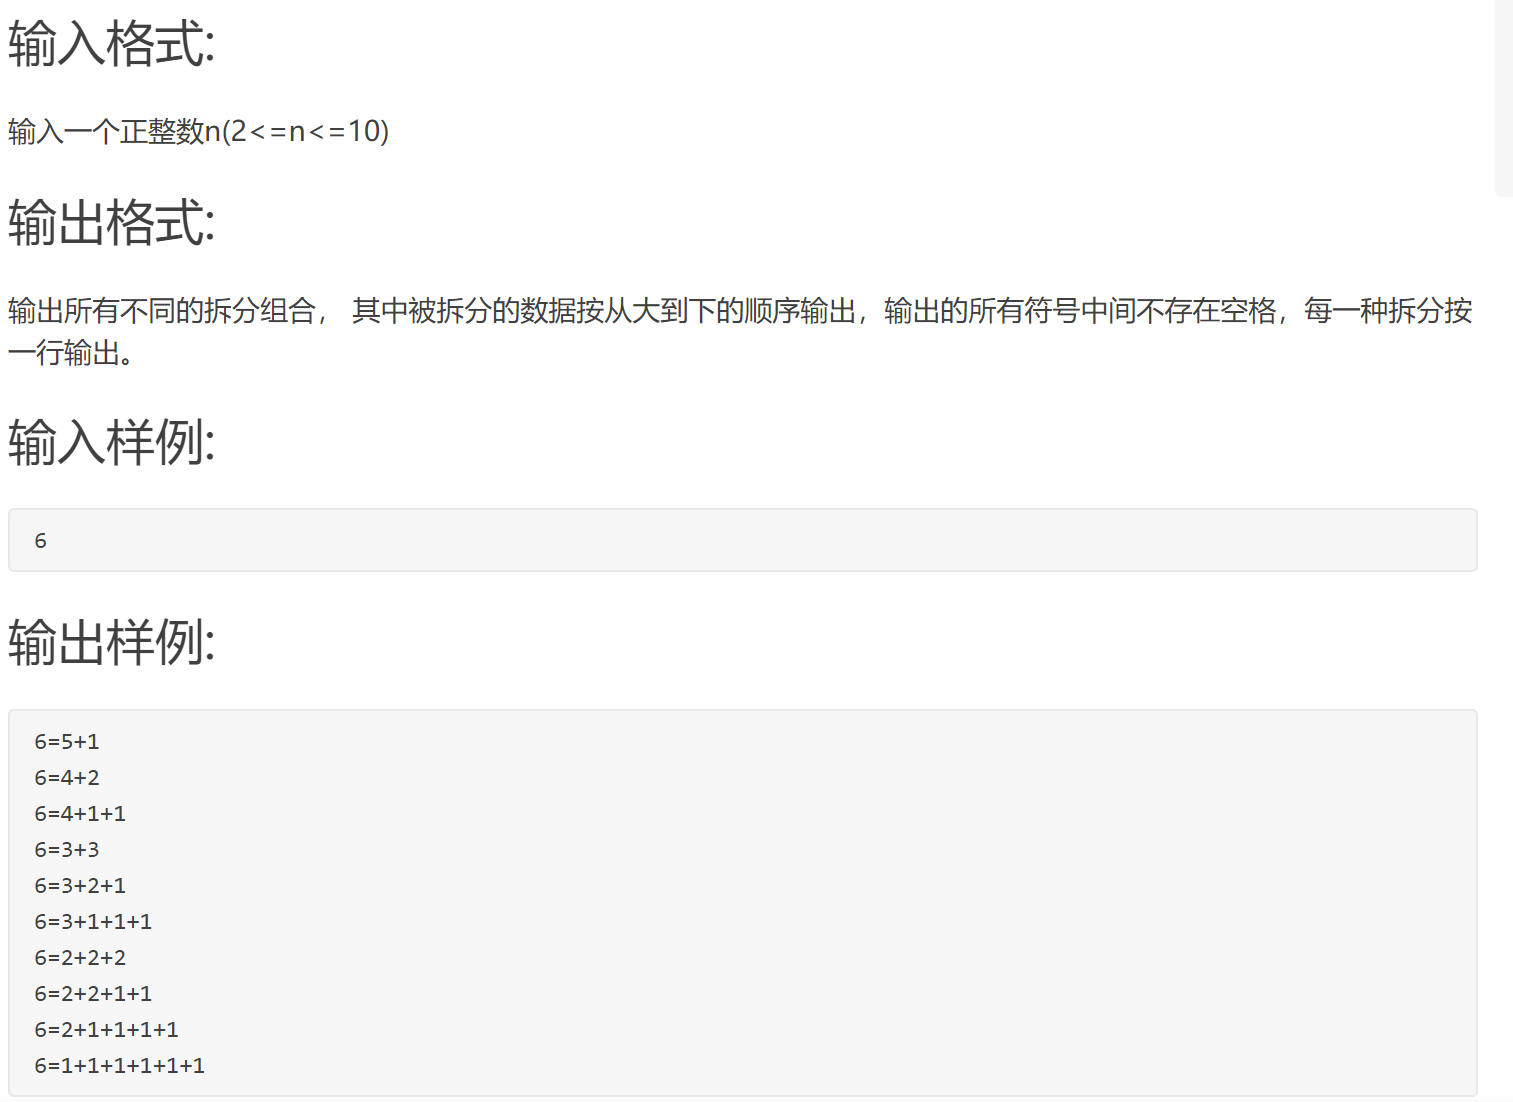 输入格式:
输入一个正整数n(2<=n<=10)
输出格式:
输出所有不同的拆分组合， 其中被拆分的数据按从大到下的顺序输出，输出的所有符号中间不存在空格，每一种拆分按
一行输出。
输入样例:
6
输出样例:
6=5+1
6=4+2
6=4+1+1
6=3+3
6=3+2+1
6=3+1+1+1
6=2+2+2
6=2+2+1+1
6=2+1+1+1+1
6=1+1+1+1+1+1